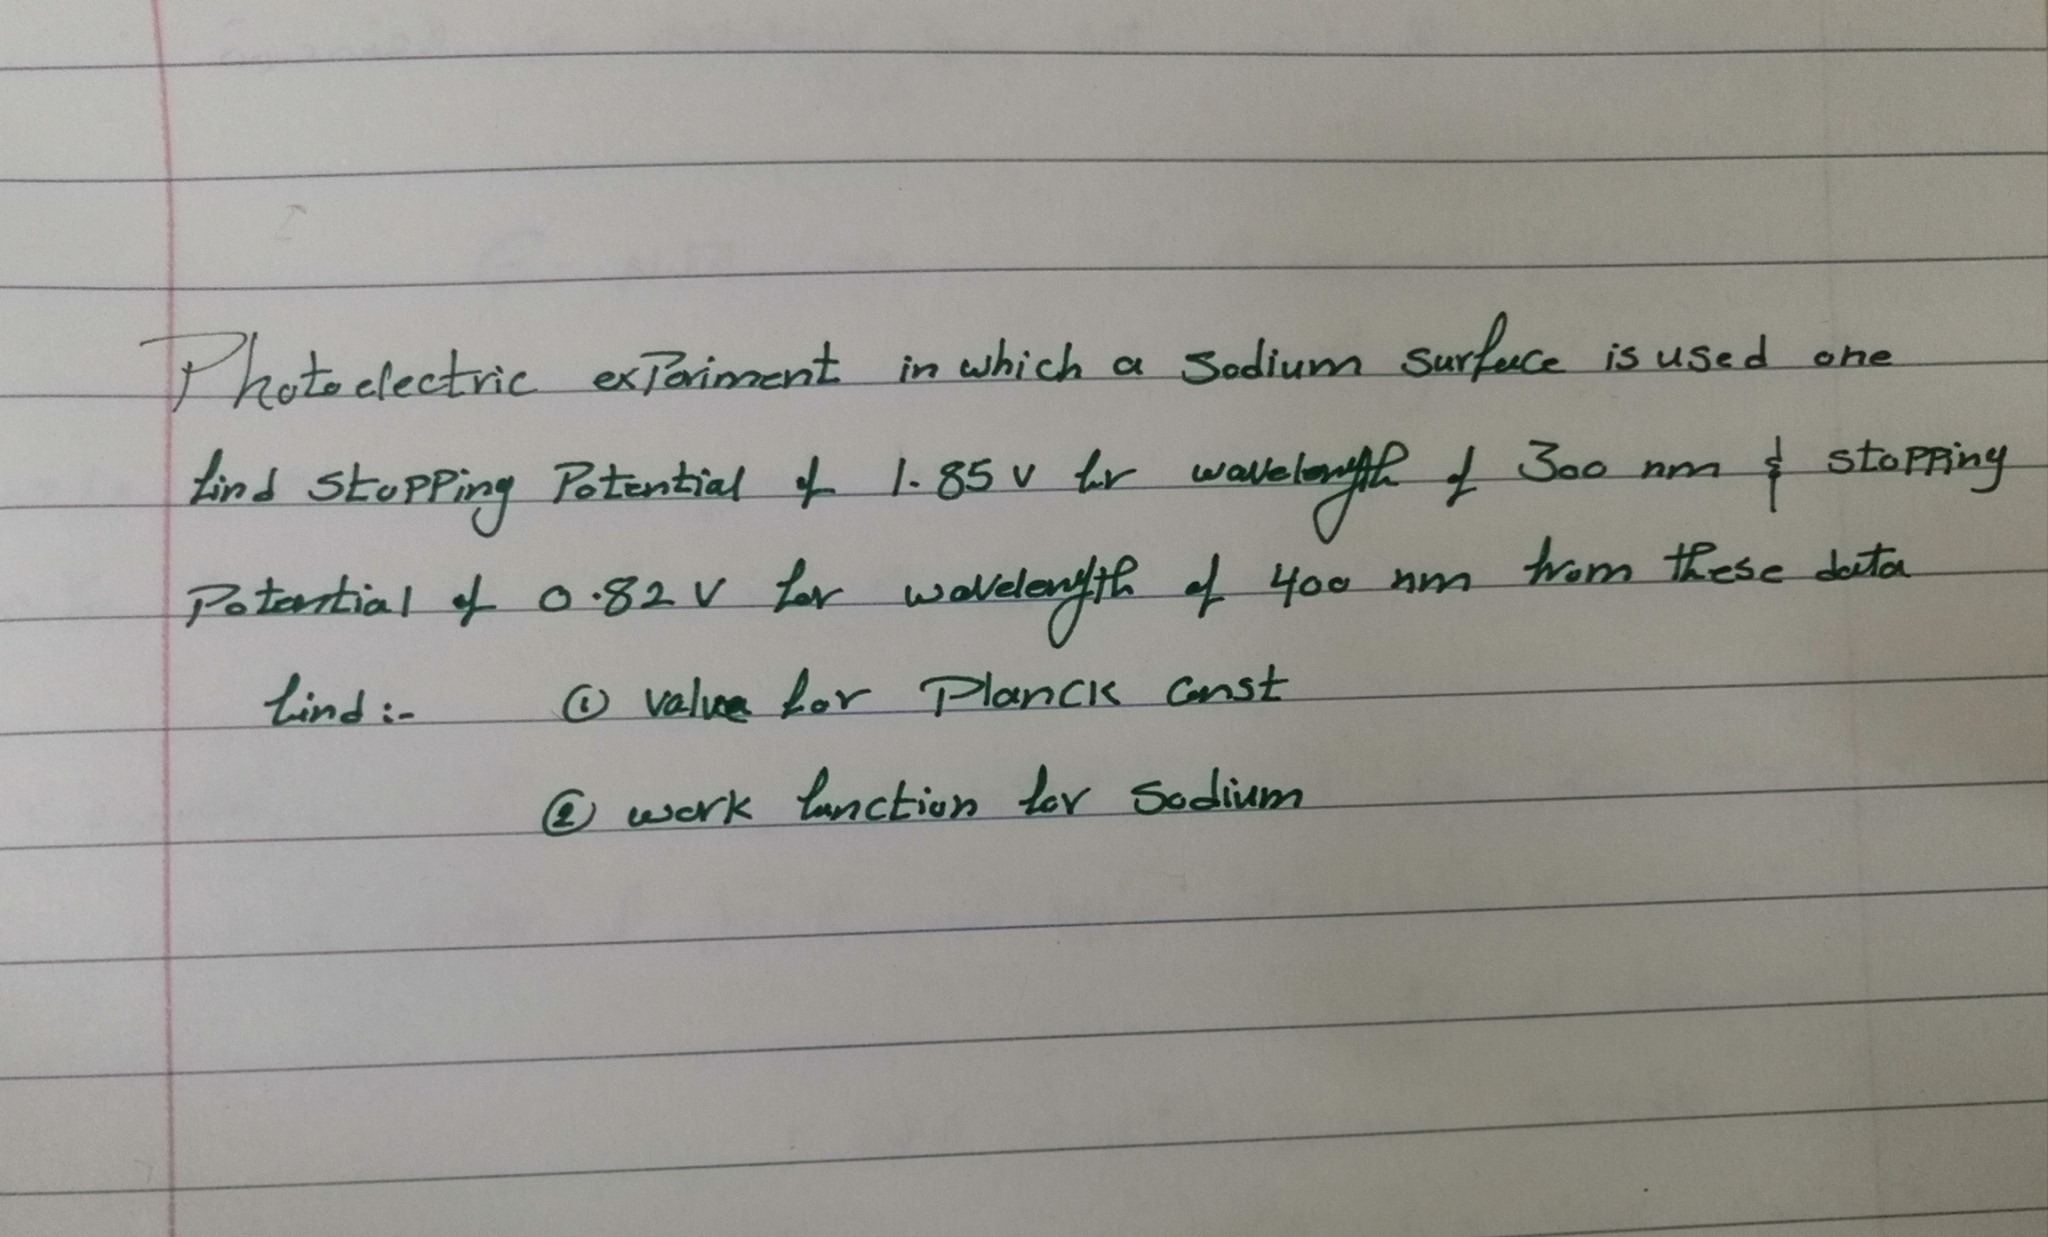 Photoelectric expariment in which a Sodium surface is used one
find stopping Potential of 1.85 v for wavelength of 300 nm & stopping
Potential of 0.82 v for wavelength of 400 nm from these data
find :- ① value for Planck Const
② work function for Sodium